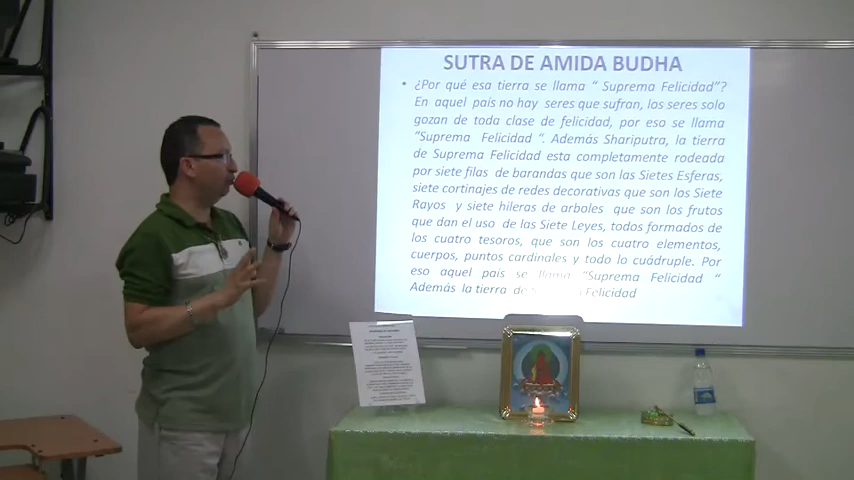 SUTRA DE AMIDA BUDHA
• ¿Por qué esa tierra se llama “ Suprema Felicidad”?
En aquel país no hay seres que sufran, los seres solo
gozan de toda clase de felicidad, por eso se llama
“Suprema Felicidad “. Además Shariputra, la tierra
de Suprema Felicidad esta completamente rodeada
por siete filas de barandas que son las Sietes Esferas,
siete cortinajes de redes decorativas que son los Siete
Rayos y siete hileras de arboles que son los frutos
que dan el uso de las Siete Leyes, todos formados de
los cuatro tesoros, que son los cuatro elementos,
cuerpos, puntos cardinales y todo lo cuádruple. Por
eso aquel país se llama “Suprema Felicidad “
Además la tierra de Felicidad